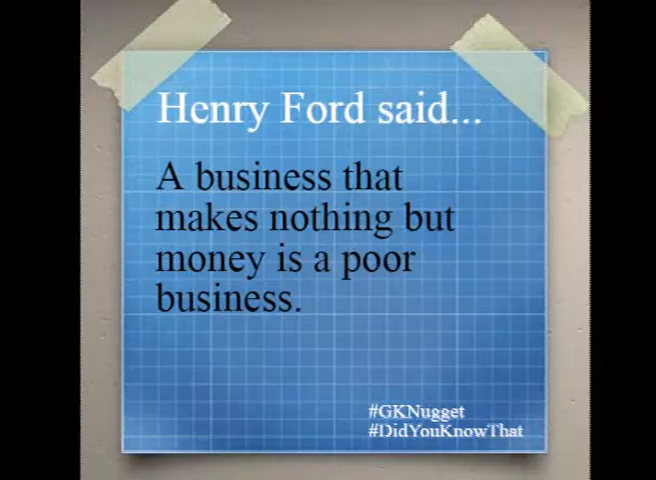 Henry Ford said...
A business that
makes nothing but
money is a poor
business.
#GKNugget
#DidYouKnowThat